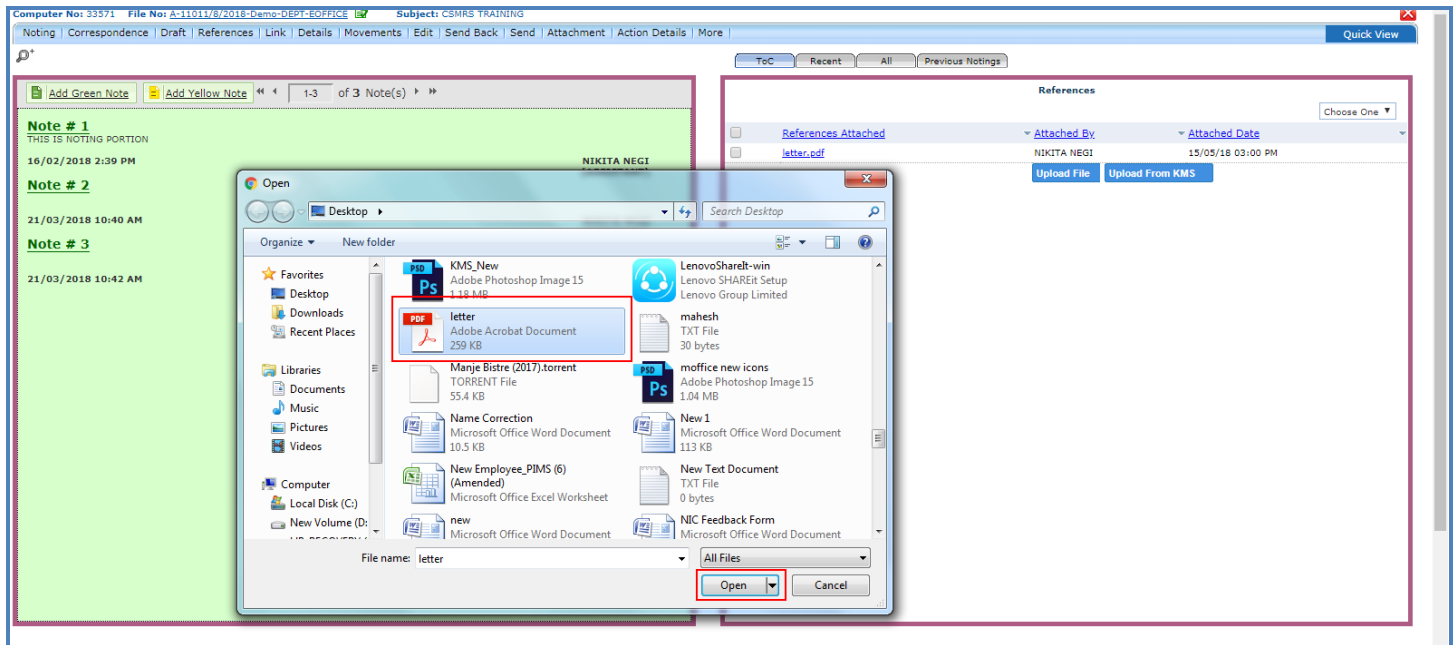 Computer No: 33571 File No: A-11011/8/2018-Demo-DEPT-EOFFICE Subject: CSMRS TRAINING
Noting | Correspondence | Draft | References | Link | Details | Movements | Edit | Send Back | Send | Attachment | Action Details | More |
Quick View
ToC Recent All Previous Notings
Add Green Note Add Yellow Note 1-3 of 3 Note(s)
Note # 1
THIS IS NOTING PORTION
16/02/2018 2:39 PM NIKITA NEGI
Note # 2
21/03/2018 10:40 AM
Note # 3
21/03/2018 10:42 AM
References
Choose One
References Attached Attached By Attached Date
letter.pdf NIKITA NEGI 15/05/18 03:00 PM
Upload File Upload From KMS
Open
Desktop
Search Desktop
Organize New folder
Favorites
Desktop
Downloads
Recent Places
Libraries
Documents
Music
Pictures
Videos
Computer
Local Disk (C:)
New Volume (D:
KMS_New
Adobe Photoshop Image 15
1.18 MB
LenovoShareIt-win
Lenovo SHAREit Setup
Lenovo Group Limited
letter
Adobe Acrobat Document
259 KB
mahesh
TXT File
30 bytes
Manje Bistre (2017).torrent
TORRENT File
55.4 KB
moffice new icons
Adobe Photoshop Image 15
1.04 MB
Name Correction
Microsoft Office Word Document
10.5 KB
New 1
Microsoft Office Word Document
113 KB
New Employee_PIMS (6)
(Amended)
Microsoft Office Excel Worksheet
New Text Document
TXT File
0 bytes
new
Microsoft Office Word Document
NIC Feedback Form
Microsoft Office Word Document
File name: letter
All Files
Open Cancel